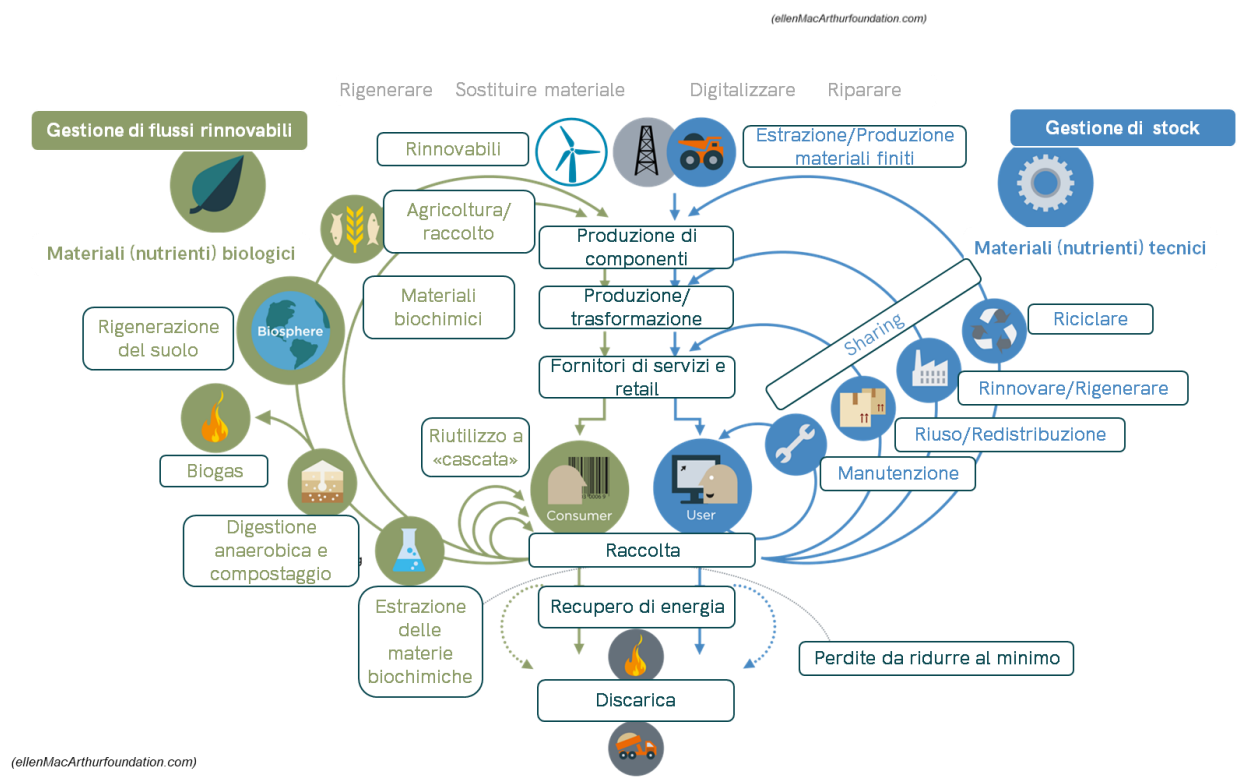 (ellenMacArthurfoundation.com)
Rigenerare
Sostituire materiale
Digitalizzare
Riparare
Gestione di flussi rinnovabili
Gestione di stock
Rinnovabili
Estrazione/Produzione
materiali finiti
Agricoltura/
raccolto
Produzione di
componenti
Materiali (nutrienti) biologici
Materiali (nutrienti) tecnici
Materiali
biochimici
Produzione/
trasformazione
Rigenerazione
del suolo
Biosphere
Sharing
Riciclare
Fornitori di servizi e
retail
Rinnovare/Rigenerare
Riutilizzo a
«cascata»
Riuso/Redistribuzione
Biogas
Manutenzione
Consumer
User
Digestione
anaerobica e
compostaggio
Raccolta
Estrazione
delle
materie
biochimiche
Recupero di energia
Perdite da ridurre al minimo
Discarica
(ellenMacArthurfoundation.com)